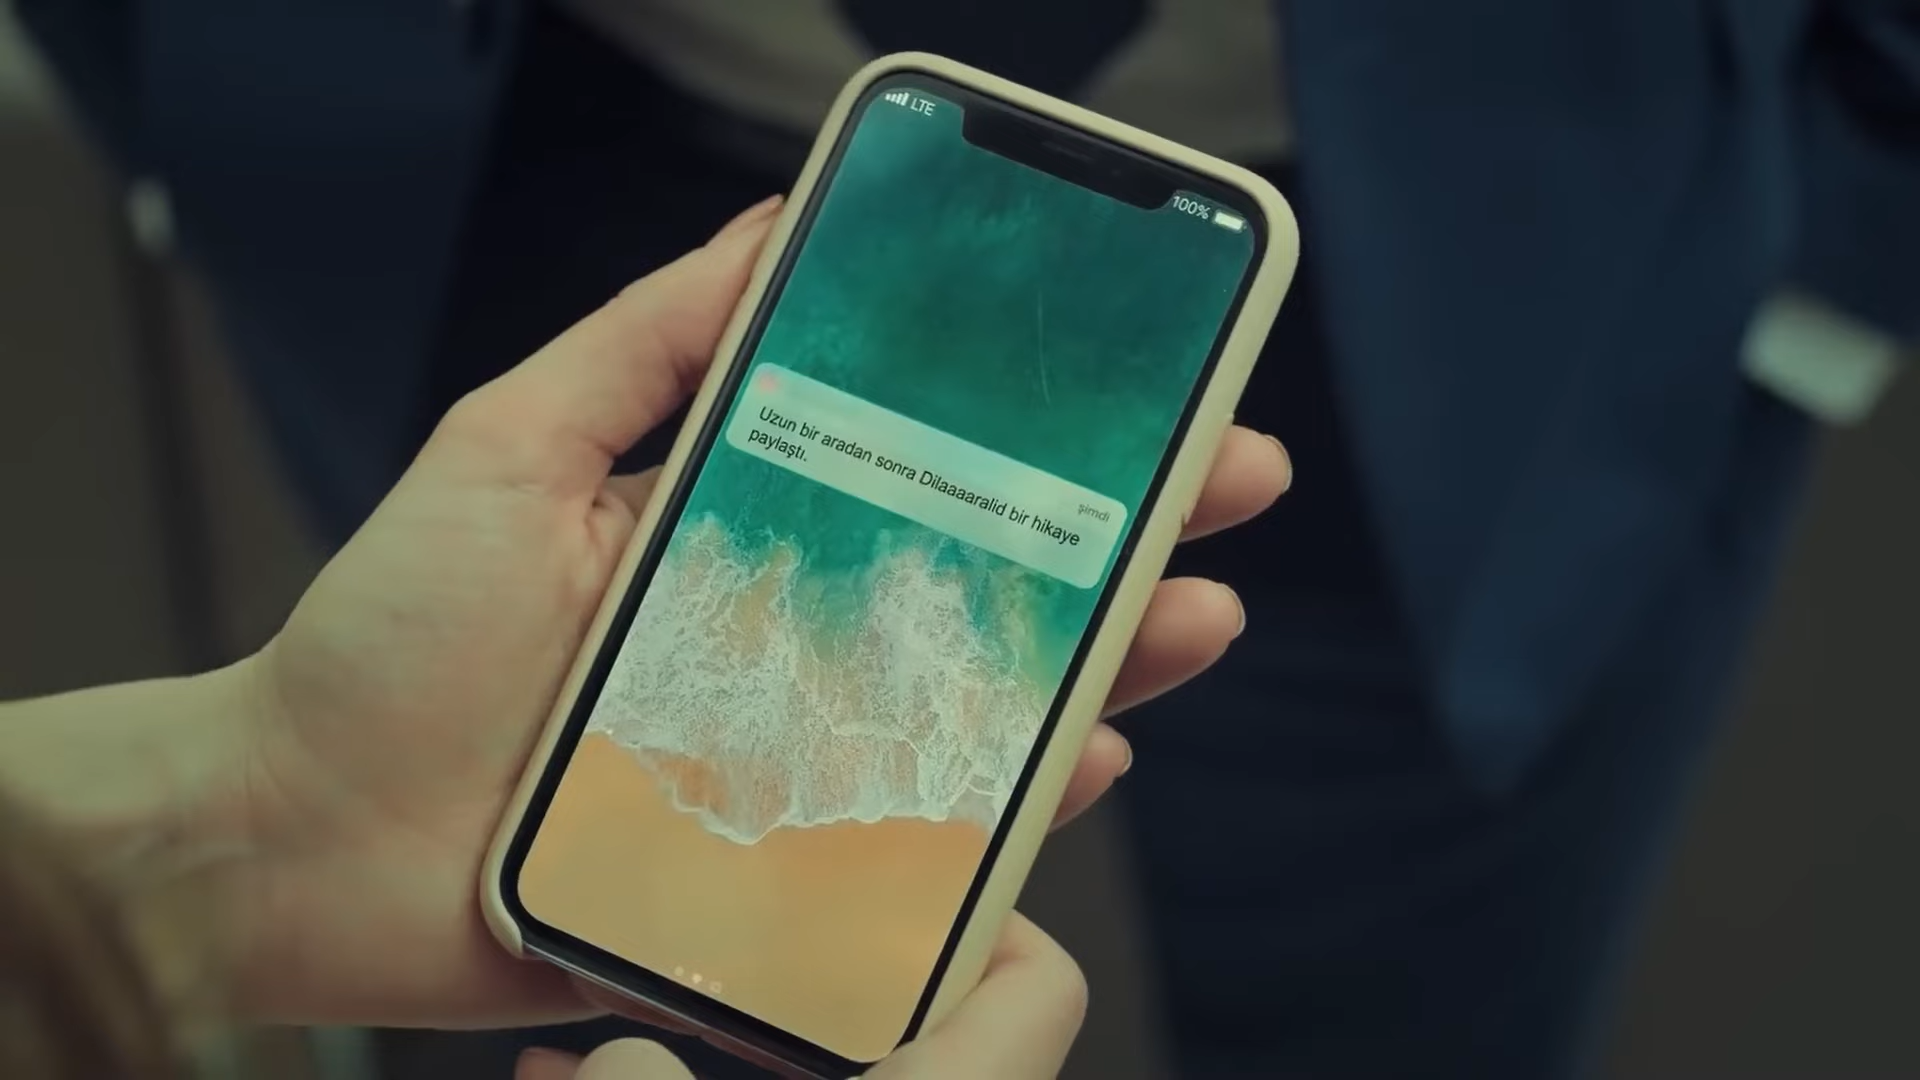 LTE
100%
şimdi
Uzun bir aradan sonra Dilaaaaralid bir hikaye
paylaştı.